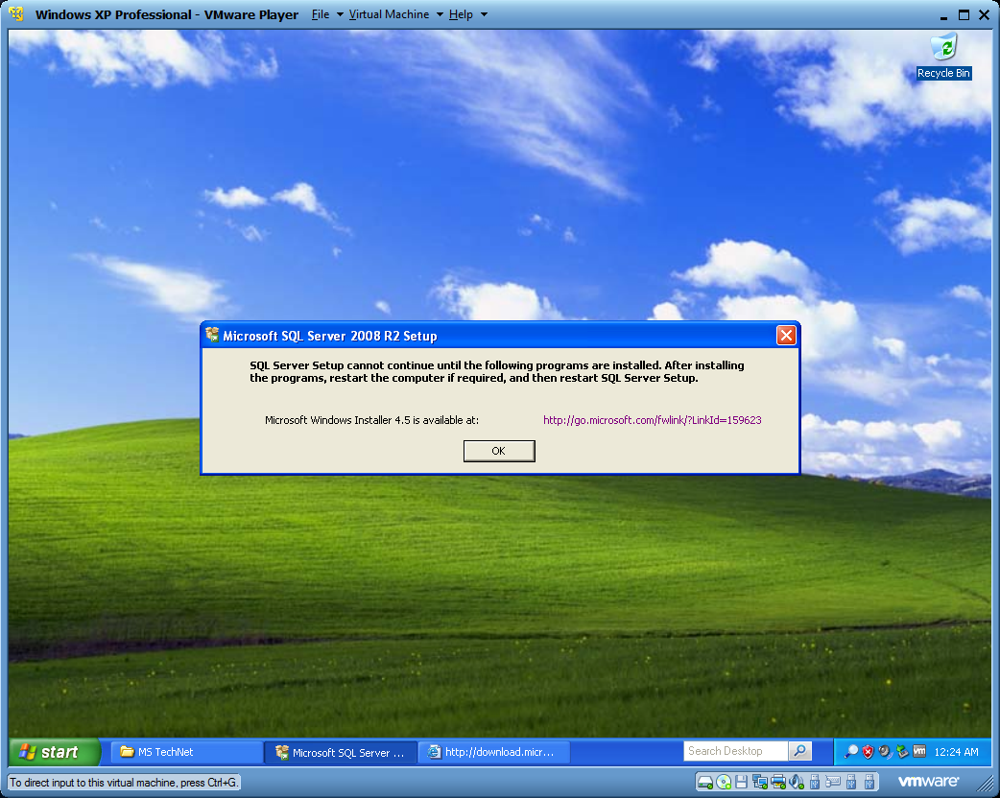 Windows XP Professional - VMware Player File Virtual Machine Help
Recycle Bin
Microsoft SQL Server 2008 R2 Setup
SQL Server Setup cannot continue until the following programs are installed. After installing
the programs, restart the computer if required, and then restart SQL Server Setup.
Microsoft Windows Installer 4.5 is available at: http://go.microsoft.com/fwlink/?LinkId=159623
OK
start MS TechNet Microsoft SQL Server ... http://download.micr... Search Desktop vm 12:24 AM
To direct input to this virtual machine, press Ctrl+G. vmware